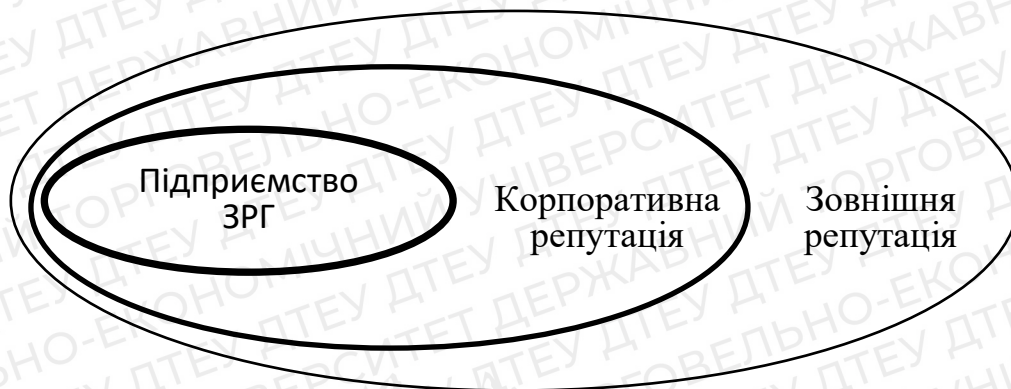 Підприємство
ЗРГ
Корпоративна
репутація
Зовнішня
репутація